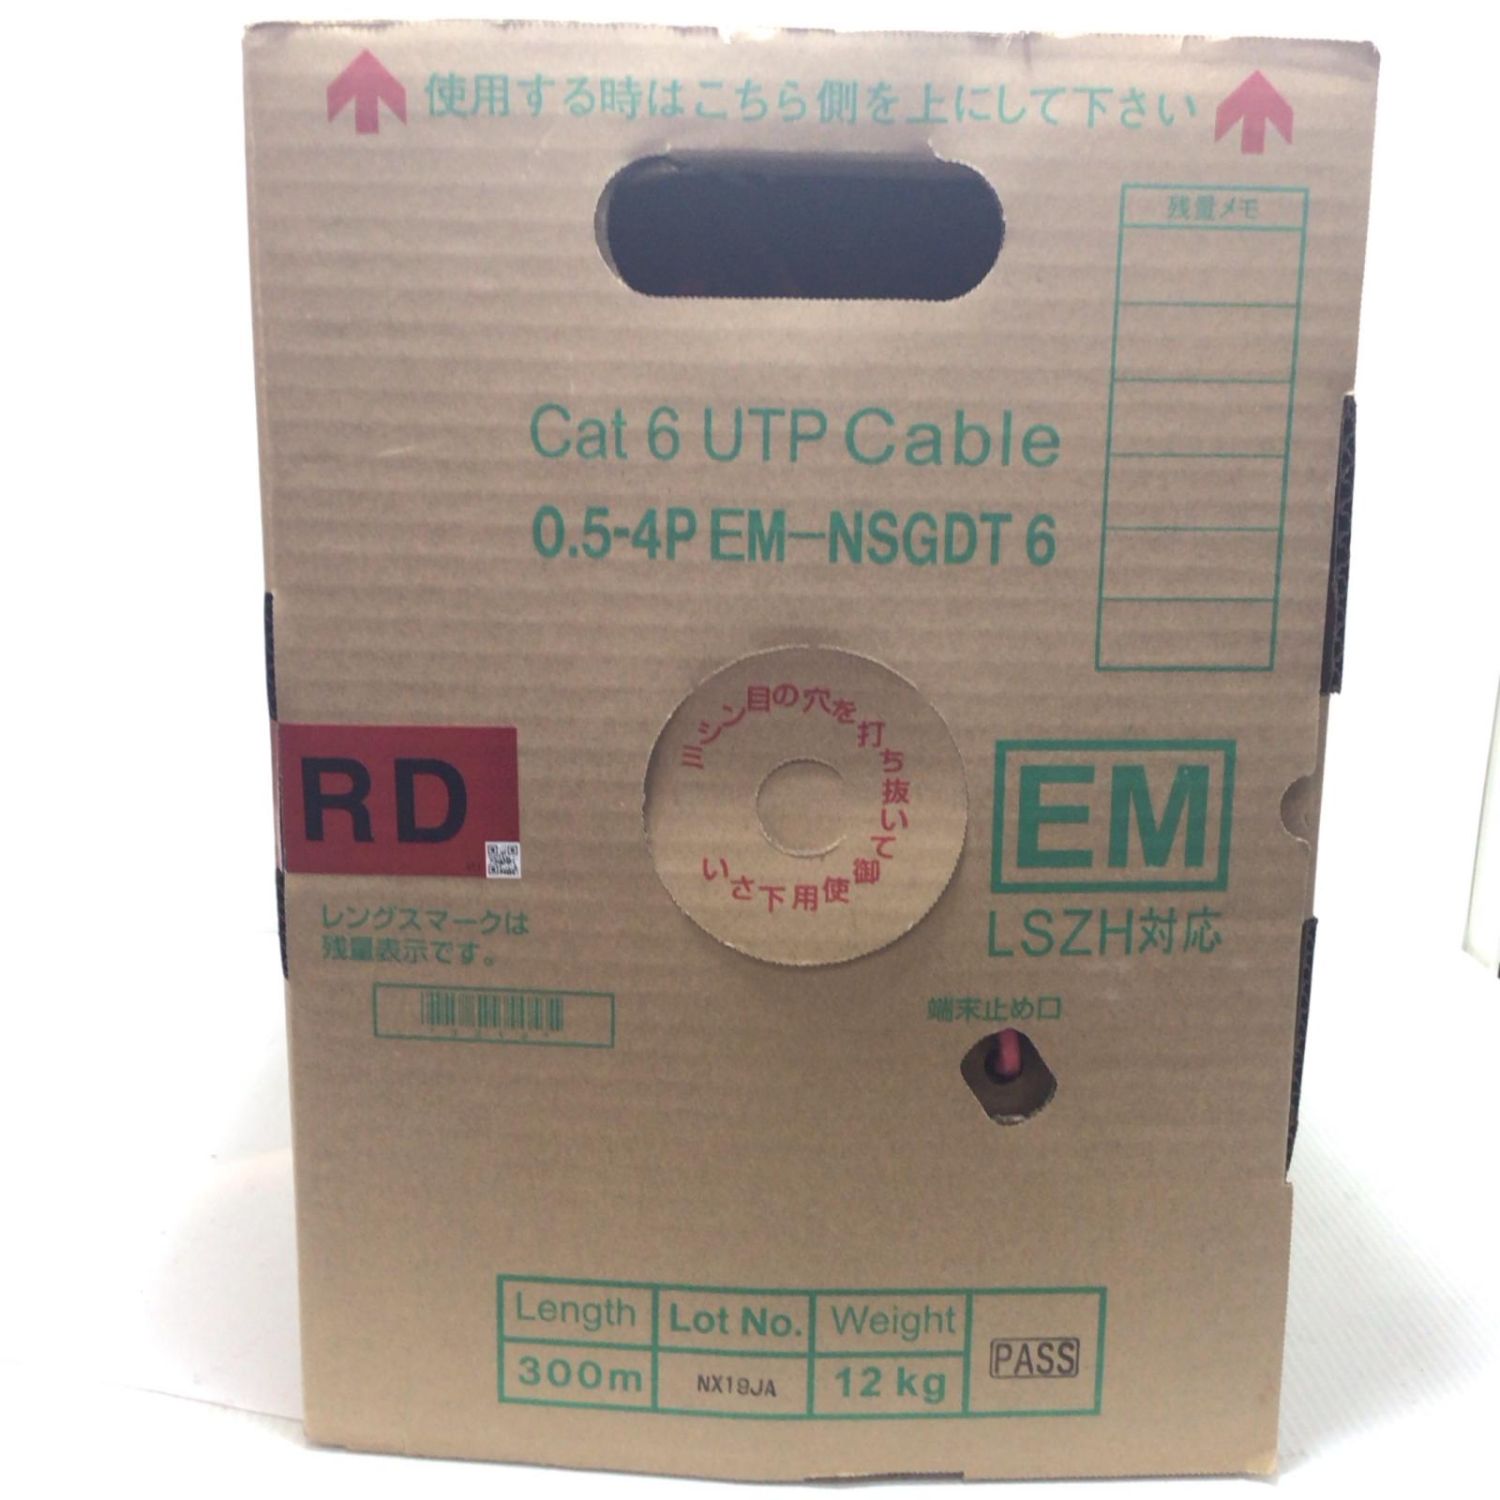 使用する時はこちら側を上にして下さい
残量メモ
Cat 6 UTP Cable
0.5-4P EM-NSGDT 6
ミシン目の穴を打ち抜いて御使用下さい
RD
EM
LSZH対応
レングスマークは
残量表示です。
端末止め口
Length Lot No. Weight PASS
300m NX19JA 12kg